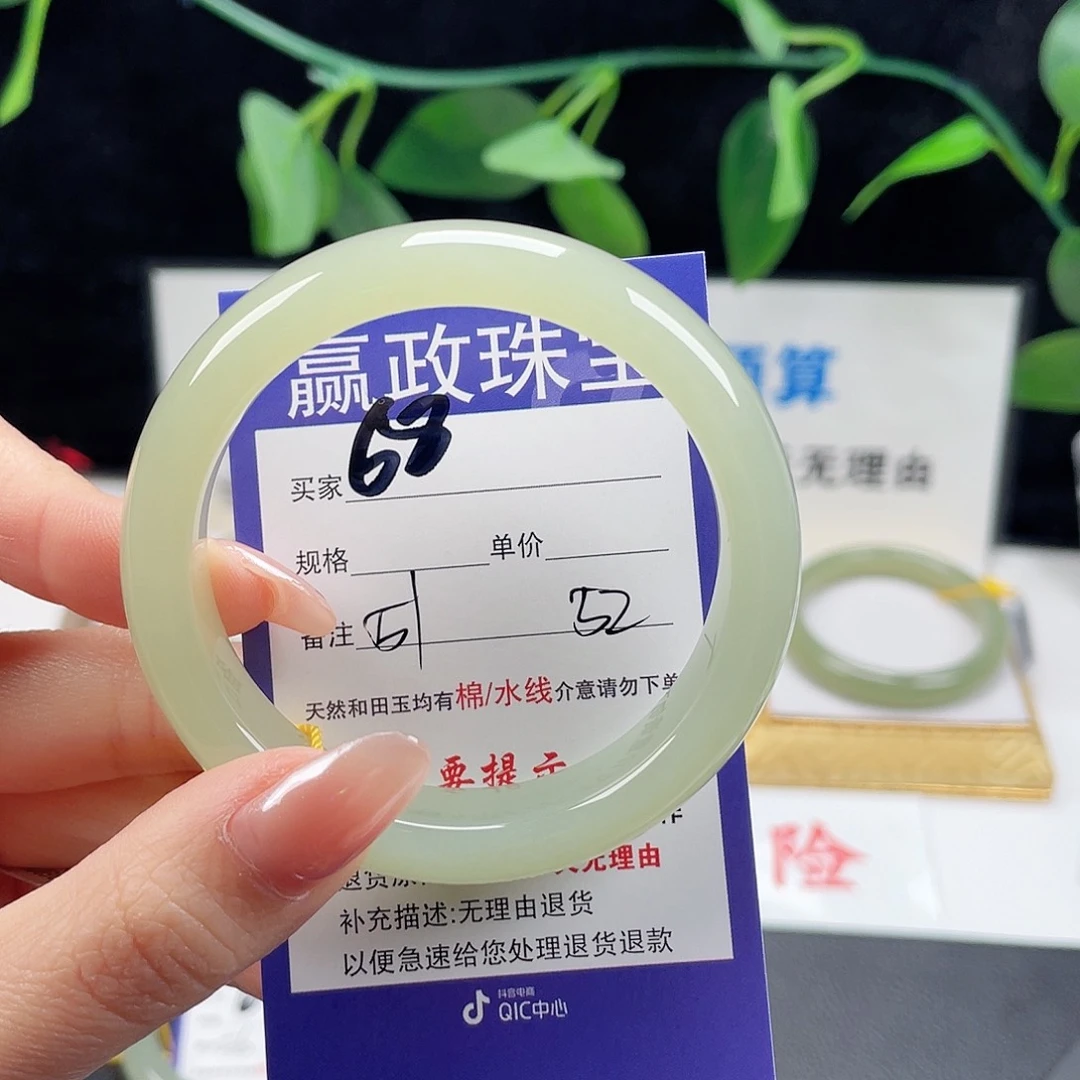 赢政珠宝
68
买家
规格 单价
备注 51 52
天然和田玉均有棉/水线介意请勿下单
要提示
无理由
补充描述:无理由退货
以便急速给您处理退货退款
抖音电商
QIC中心
预算
无理由
险